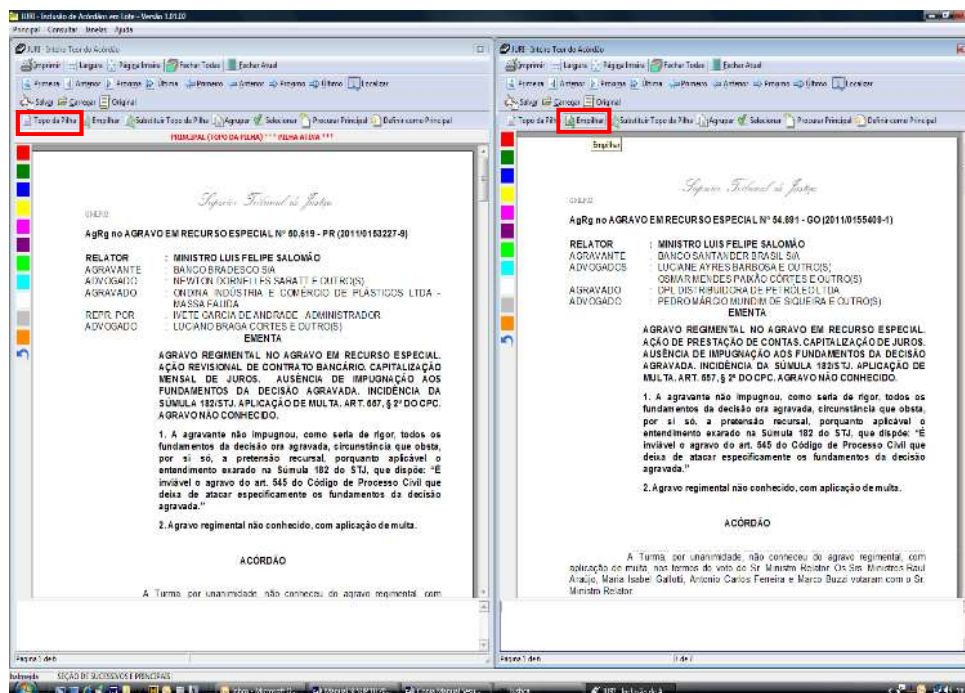 JURI - Inclusão de Acórdãos em Lote - Versão 1.01.02
Principal Consultar Janelas Ajuda
JURI - Inteiro Teor do Acórdão
Imprimir Largura Página Inteira Fechar Todas Fechar Atual
Primeira Anterior Próxima Última Primeiro Anterior Próximo Último Localizar
Salvar Carregar Original
Topo da Pilha Empilhar Substituir Topo da Pilha Agrupar Selecionar Procurar Principal Definir como Principal
PRINCIPAL (TOPO DA PILHA) *** PILHA ATIVA ***
Superior Tribunal de Justiça
AgRg no AGRAVO EM RECURSO ESPECIAL Nº 60.619 - PR (2011/0153227-9)
RELATOR : MINISTRO LUIS FELIPE SALOMÃO
AGRAVANTE : BANCO BRADESCO S/A
ADVOGADO : NEWTON DORNELLES SARATT E OUTRO(S)
AGRAVADO : ONDINA INDÚSTRIA E COMÉRCIO DE PLÁSTICOS LTDA -
MASSA FALIDA
REPR. POR : IVETE GARCIA DE ANDRADE ADMINISTRADOR
ADVOGADO : LUCIANO BRAGA CORTES E OUTRO(S)
EMENTA
AGRAVO REGIMENTAL NO AGRAVO EM RECURSO ESPECIAL.
AÇÃO REVISIONAL DE CONTRATO BANCÁRIO. CAPITALIZAÇÃO
MENSAL DE JUROS. AUSÊNCIA DE IMPUGNAÇÃO AOS
FUNDAMENTOS DA DECISÃO AGRAVADA. INCIDÊNCIA DA
SÚMULA 182/STJ. APLICAÇÃO DE MULTA. ART. 557, § 2º DO CPC.
AGRAVO NÃO CONHECIDO.
1. A agravante não impugnou, como seria de rigor, todos os
fundamentos da decisão ora agravada, circunstância que obsta,
por si só, a pretensão recursal, porquanto aplicável o
entendimento exarado na Súmula 182 do STJ, que dispõe: “É
inviável o agravo do art. 545 do Código de Processo Civil que
deixa de atacar especificamente os fundamentos da decisão
agravada.”
2. Agravo regimental não conhecido, com aplicação de multa.
ACÓRDÃO
A Turma, por unanimidade, não conheceu do agravo regimental, com
Página 1 de 6
JURI - Inteiro Teor do Acórdão
Imprimir Largura Página Inteira Fechar Todas Fechar Atual
Primeira Anterior Próxima Última Primeiro Anterior Próximo Último Localizar
Salvar Carregar Original
Topo da Pilha Empilhar Substituir Topo da Pilha Agrupar Selecionar Procurar Principal Definir como Principal
Empilhar
Superior Tribunal de Justiça
AgRg no AGRAVO EM RECURSO ESPECIAL Nº 54.691 - GO (2011/0155409-1)
RELATOR : MINISTRO LUIS FELIPE SALOMÃO
AGRAVANTE : BANCO SANTANDER BRASIL S/A
ADVOGADOS : LUCIANE AYRES BARBOSA E OUTRO(S)
OSMAR MENDES PAIXÃO CÔRTES E OUTRO(S)
AGRAVADO : DPL DISTRIBUIDORA DE PETRÓLEO LTDA
ADVOGADO : PEDRO MÁRCIO MUNDIM DE SIQUEIRA E OUTRO(S)
EMENTA
AGRAVO REGIMENTAL NO AGRAVO EM RECURSO ESPECIAL.
AÇÃO DE PRESTAÇÃO DE CONTAS. CAPITALIZAÇÃO DE JUROS.
AUSÊNCIA DE IMPUGNAÇÃO AOS FUNDAMENTOS DA DECISÃO
AGRAVADA. INCIDÊNCIA DA SÚMULA 182/STJ. APLICAÇÃO DE
MULTA. ART. 557, § 2º DO CPC. AGRAVO NÃO CONHECIDO.
1. A agravante não impugnou, como seria de rigor, todos os
fundamentos da decisão ora agravada, circunstância que obsta,
por si só, a pretensão recursal, porquanto aplicável o
entendimento exarado na Súmula 182 do STJ, que dispõe: “É
inviável o agravo do art. 545 do Código de Processo Civil que
deixa de atacar especificamente os fundamentos da decisão
agravada.”
2. Agravo regimental não conhecido, com aplicação de multa.
ACÓRDÃO
A Turma, por unanimidade, não conheceu do agravo regimental, com
aplicação de multa, nos termos do voto do Sr. Ministro Relator. Os Srs. Ministros Raul
Araújo, Maria Isabel Gallotti, Antonio Carlos Ferreira e Marco Buzzi votaram com o Sr.
Ministro Relator.
Página 1 de 6
SEÇÃO DE SUCESSIVOS E PRINCIPAIS